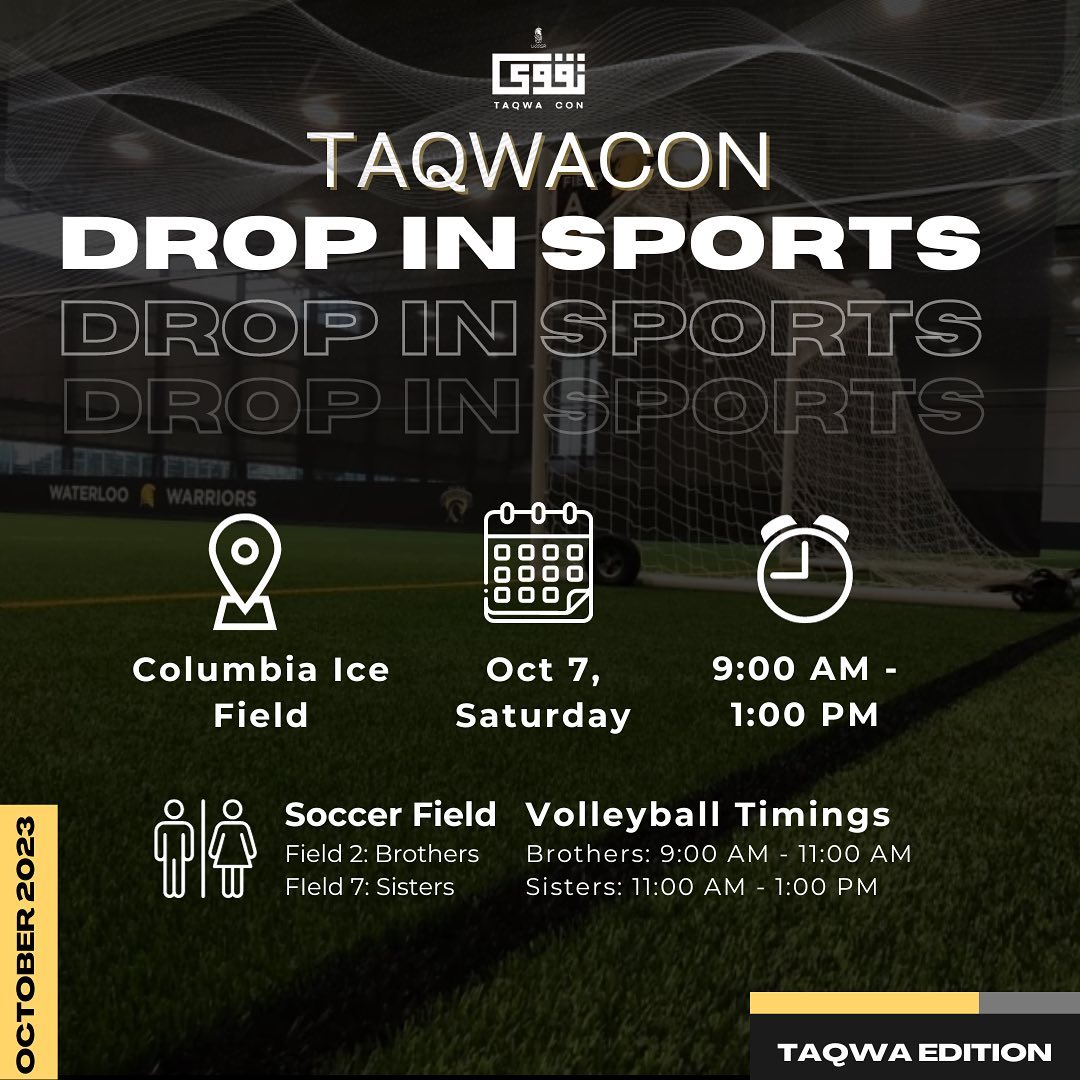 تقوى
TAQWA CON
TAQWACON
DROP IN SPORTS
DROP IN SPORTS
DROP IN SPORTS
WATERLOO WARRIORS
Columbia Ice
Field
Oct 7,
Saturday
9:00 AM -
1:00 PM
Soccer Field
Field 2: Brothers
FIeld 7: Sisters
Volleyball Timings
Brothers: 9:00 AM - 11:00 AM
Sisters: 11:00 AM - 1:00 PM
OCTOBER 2023
TAQWA EDITION